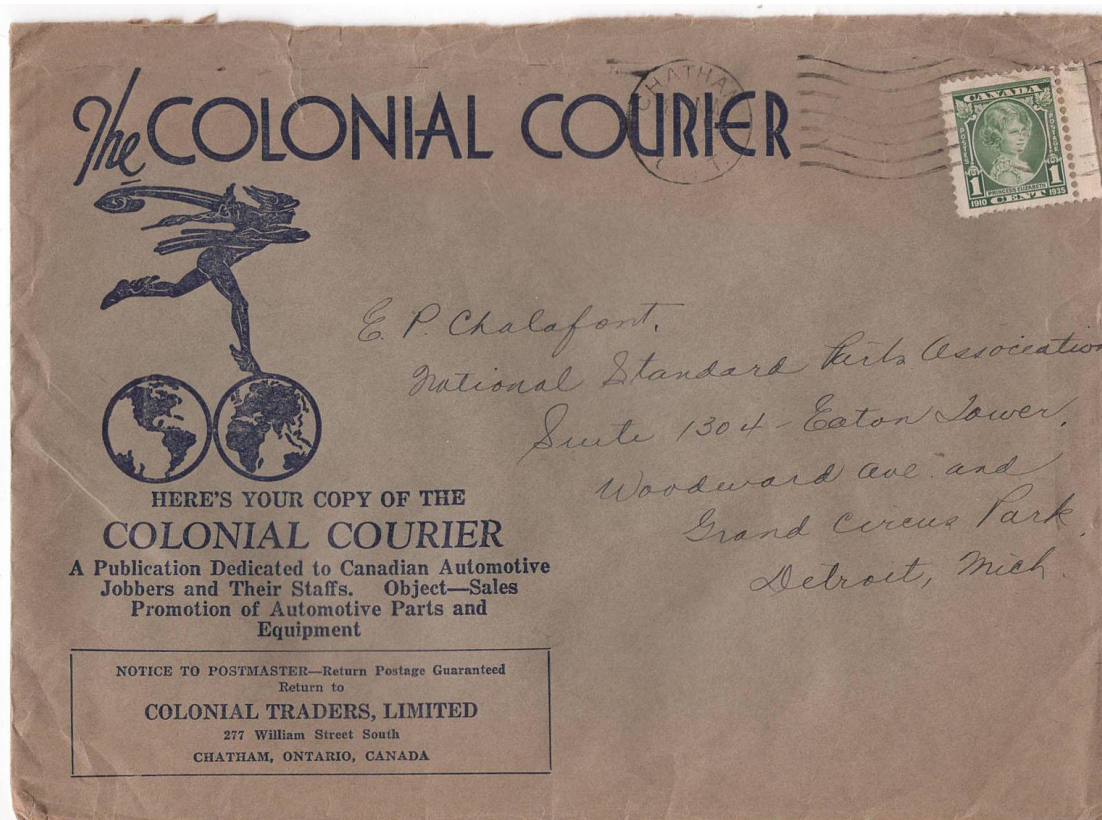 The COLONIAL COURIER
CHATHAM
CANADA
POSTES
POSTAGE
1 PRINCESS ELIZABETH 1
1910 CENT 1935
E. P. Chalafont,
National Standard Parts Association
Suite 1304 - Eaton Tower,
Woodward Ave. and
Grand Circus Park,
Detroit, Mich.
HERE'S YOUR COPY OF THE
COLONIAL COURIER
A Publication Dedicated to Canadian Automotive
Jobbers and Their Staffs. Object—Sales
Promotion of Automotive Parts and
Equipment
NOTICE TO POSTMASTER—Return Postage Guaranteed
Return to
COLONIAL TRADERS, LIMITED
277 William Street South
CHATHAM, ONTARIO, CANADA